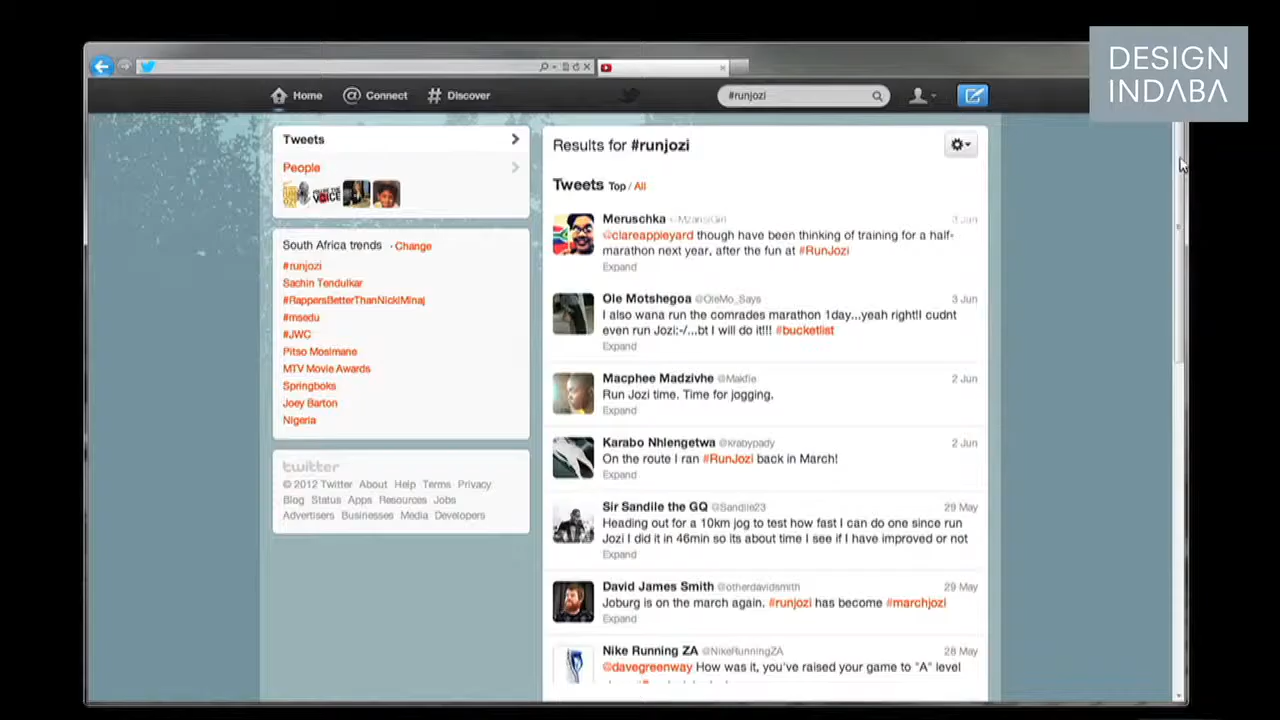 DESIGN
INDABA
Home
Connect
Discover
#runjozi
Tweets
People
South Africa trends · Change
#runjozi
Sachin Tendulkar
#RappersBetterThanNickiMinaj
#msedu
#JWC
Pitso Mosimane
MTV Movie Awards
Springboks
Joey Barton
Nigeria
twitter
© 2012 Twitter About Help Terms Privacy
Blog Status Apps Resources Jobs
Advertisers Businesses Media Developers
Results for #runjozi
Tweets Top / All
Meruschka @MzansiGirl 3 Jun
@clareappleyard though have been thinking of training for a half-
marathon next year, after the fun at #RunJozi
Expand
Ole Motshegoa @OleMo_Says 3 Jun
I also wana run the comrades marathon 1day...yeah right!I cudnt
even run Jozi:-/...bt I will do it!!! #bucketlist
Expand
Macphee Madzivhe @Makfie 2 Jun
Run Jozi time. Time for jogging.
Expand
Karabo Nhlengetwa @krabypady 2 Jun
On the route I ran #RunJozi back in March!
Expand
Sir Sandile the GQ @Sandile23 29 May
Heading out for a 10km jog to test how fast I can do one since run
Jozi I did it in 46min so its about time I see if I have improved or not
Expand
David James Smith @otherdavidsmith 29 May
Joburg is on the march again. #runjozi has become #marchjozi
Expand
Nike Running ZA @NikeRunningZA 28 May
@davegreenway How was it, you've raised your game to "A" level